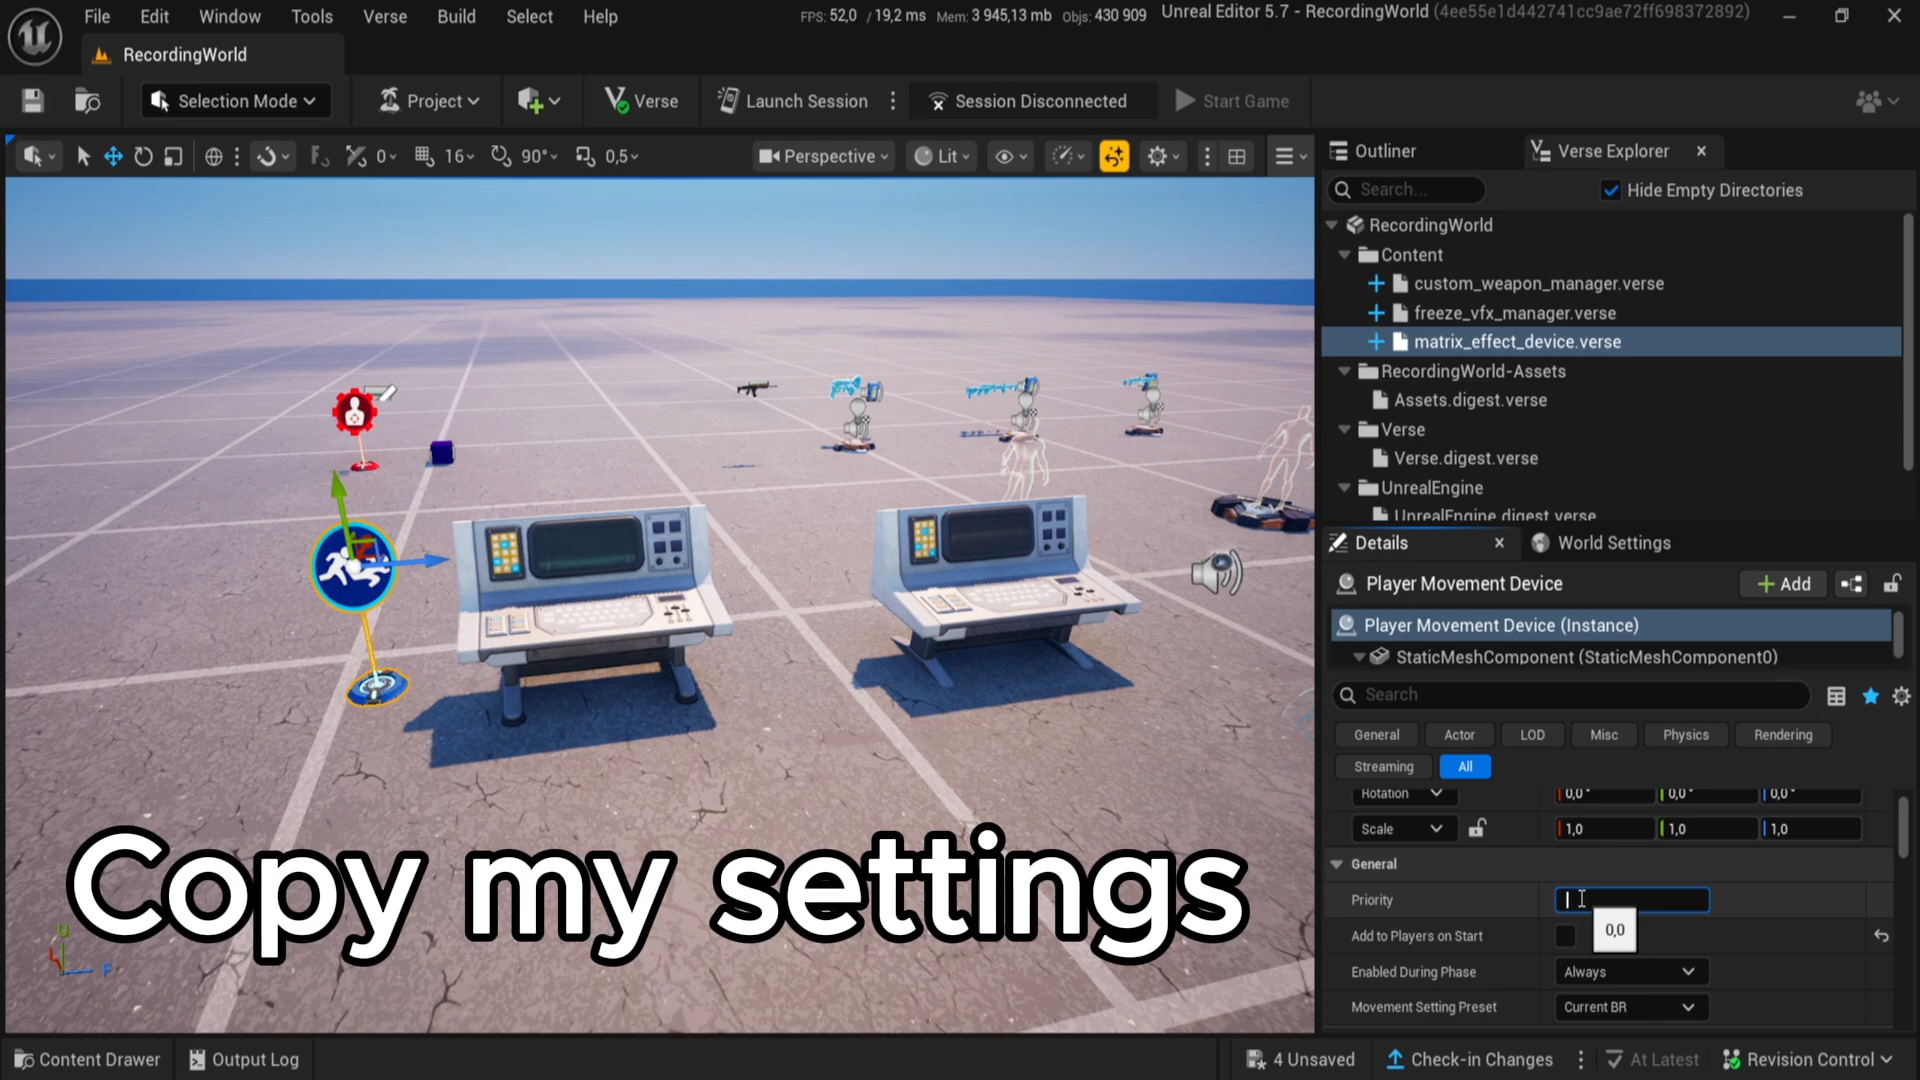 File Edit Window Tools Verse Build Select Help
FPS: 52,0 / 19,2 ms Mem: 3 945,13 mb Objs: 430 909
Unreal Editor 5.7 - RecordingWorld (4ee55e1d442741cc9ae72ff698372892)
RecordingWorld
Selection Mode
Project
Verse
Launch Session
Session Disconnected
Start Game
0
16
90°
0,5
Perspective
Lit
Outliner
Verse Explorer
Search...
Hide Empty Directories
RecordingWorld
Content
custom_weapon_manager.verse
freeze_vfx_manager.verse
matrix_effect_device.verse
RecordingWorld-Assets
Assets.digest.verse
Verse
Verse.digest.verse
UnrealEngine
UnrealEngine.digest.verse
Details
World Settings
Player Movement Device
Add
Player Movement Device (Instance)
StaticMeshComponent (StaticMeshComponent0)
Search
General Actor LOD Misc Physics Rendering
Streaming All
Rotation 0,0° 0,0° 0,0°
Scale 1,0 1,0 1,0
General
Priority
0,0
Add to Players on Start
Enabled During Phase Always
Movement Setting Preset Current BR
Copy my settings
Content Drawer
Output Log
4 Unsaved
Check-in Changes
At Latest
Revision Control